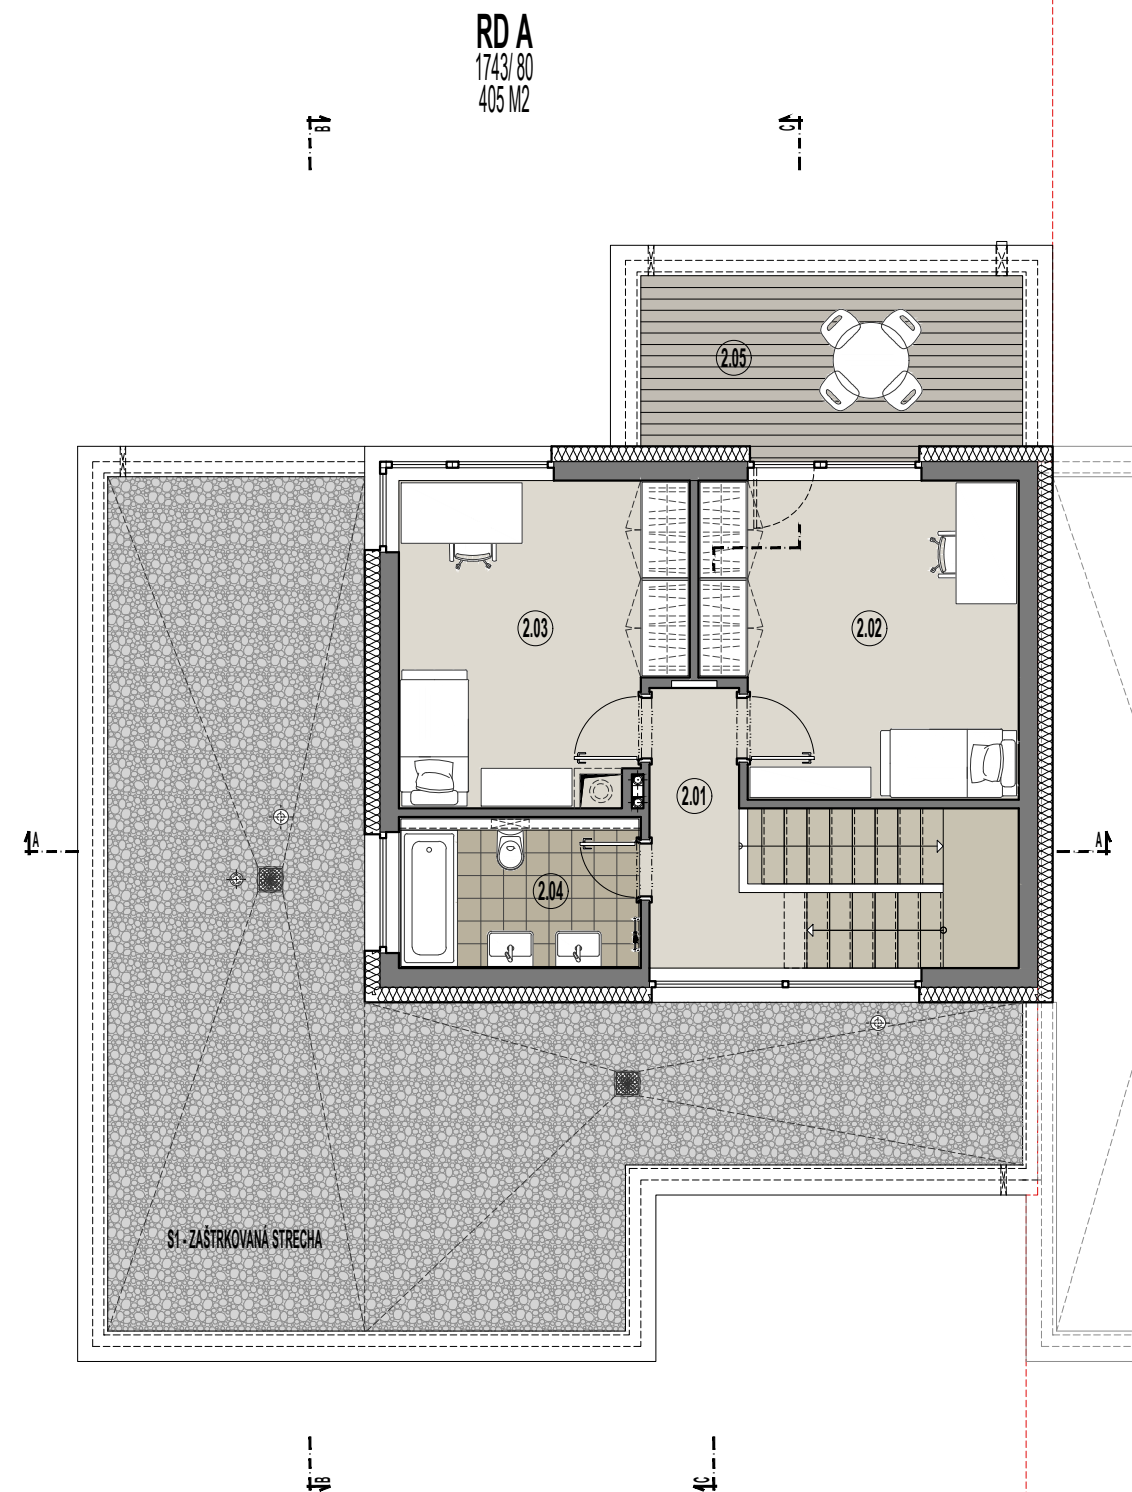 RD A
1743/ 80
405 M2
B
C
2.05
2.03
2.02
2.01
A
A
2.04
S1 - ZAŠTRKOVANÁ STRECHA
B
C